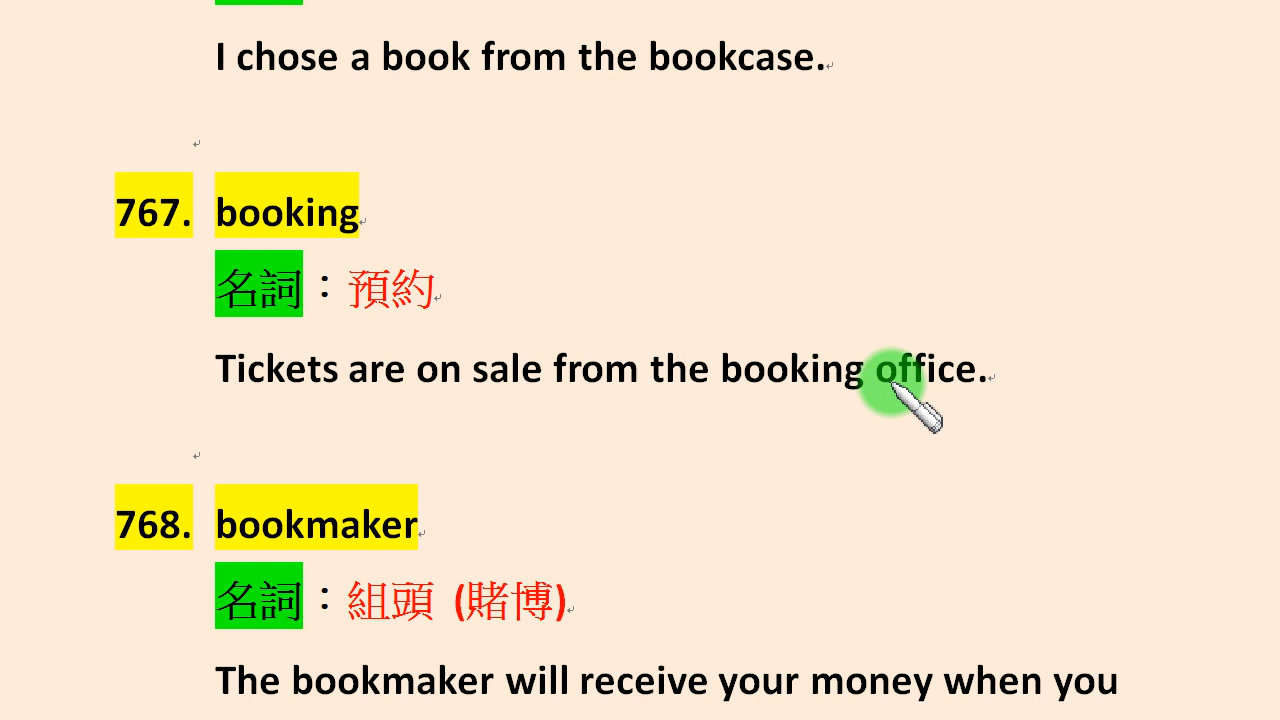 I chose a book from the bookcase.
767. booking
名詞：預約
Tickets are on sale from the booking office.
768. bookmaker
名詞：組頭 (賭博)
The bookmaker will receive your money when you